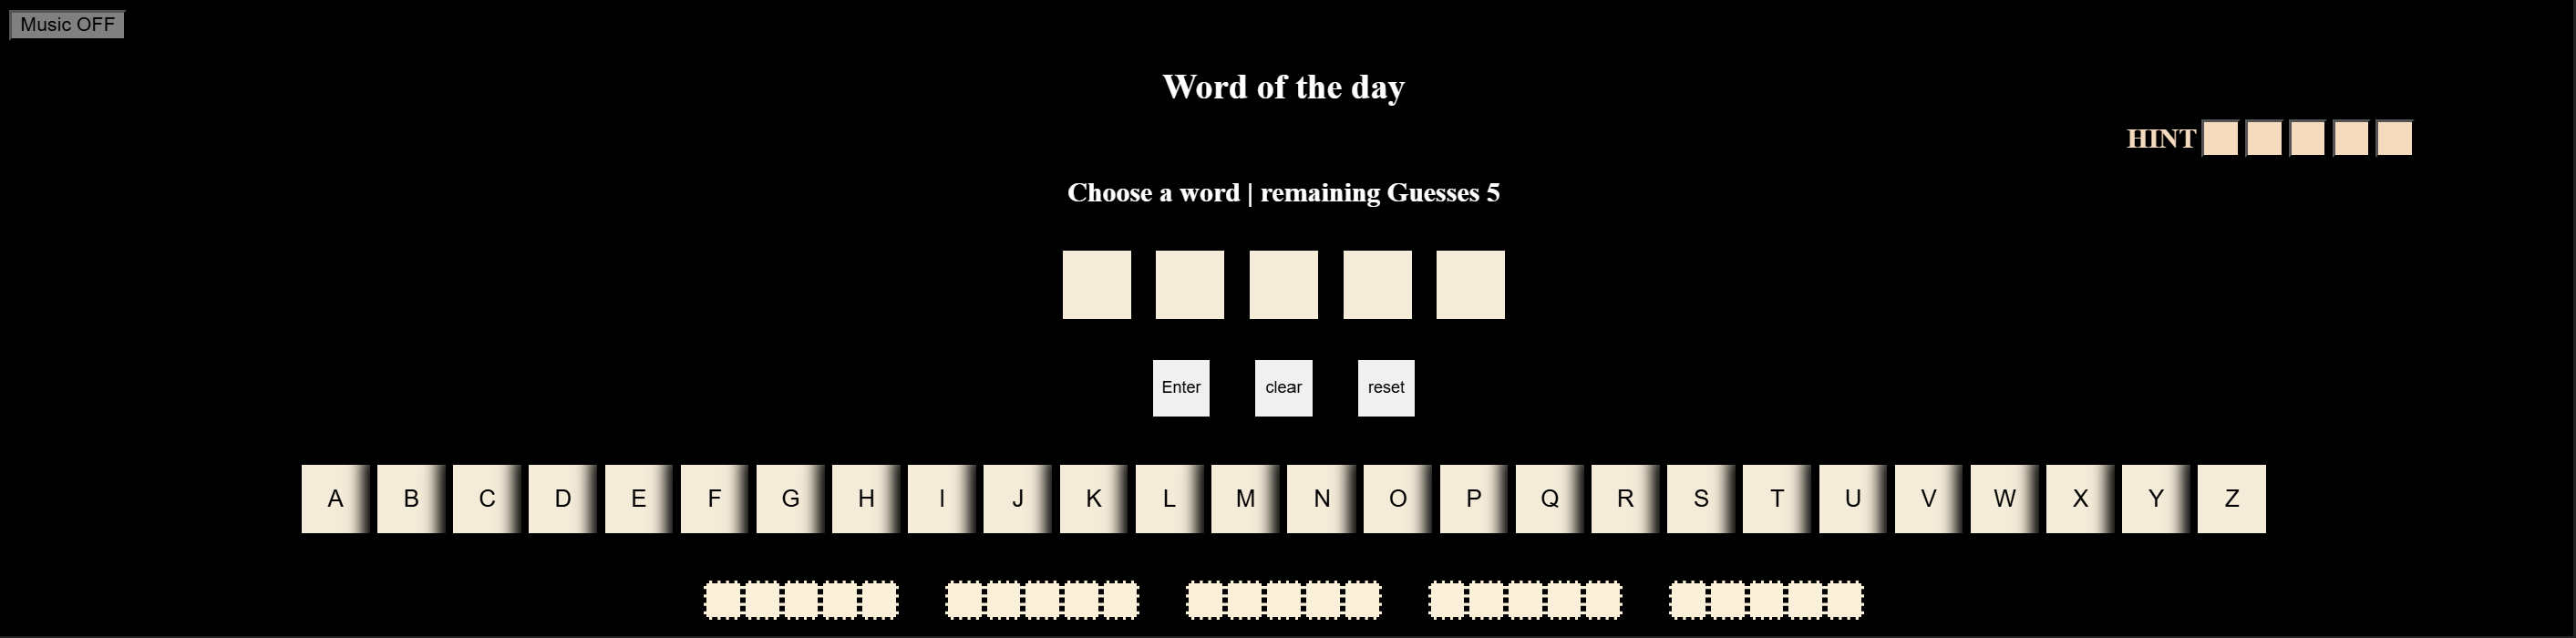 Music OFF
Word of the day
HINT
Choose a word | remaining Guesses 5
Enter clear reset
A B C D E F G H I J K L M N O P Q R S T U V W X Y Z